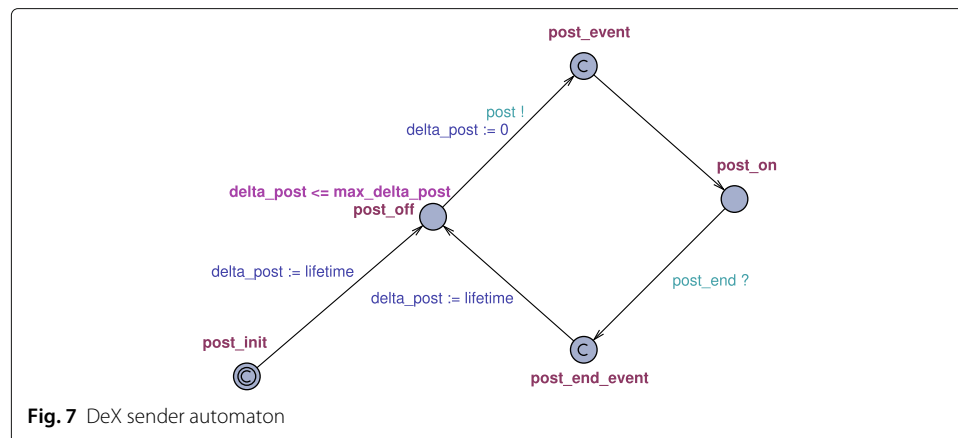 post_event
C
post !
delta_post := 0
post_on
delta_post <= max_delta_post
post_off
delta_post := lifetime
delta_post := lifetime
post_end ?
post_init
C
C
post_end_event
Fig. 7 DeX sender automaton